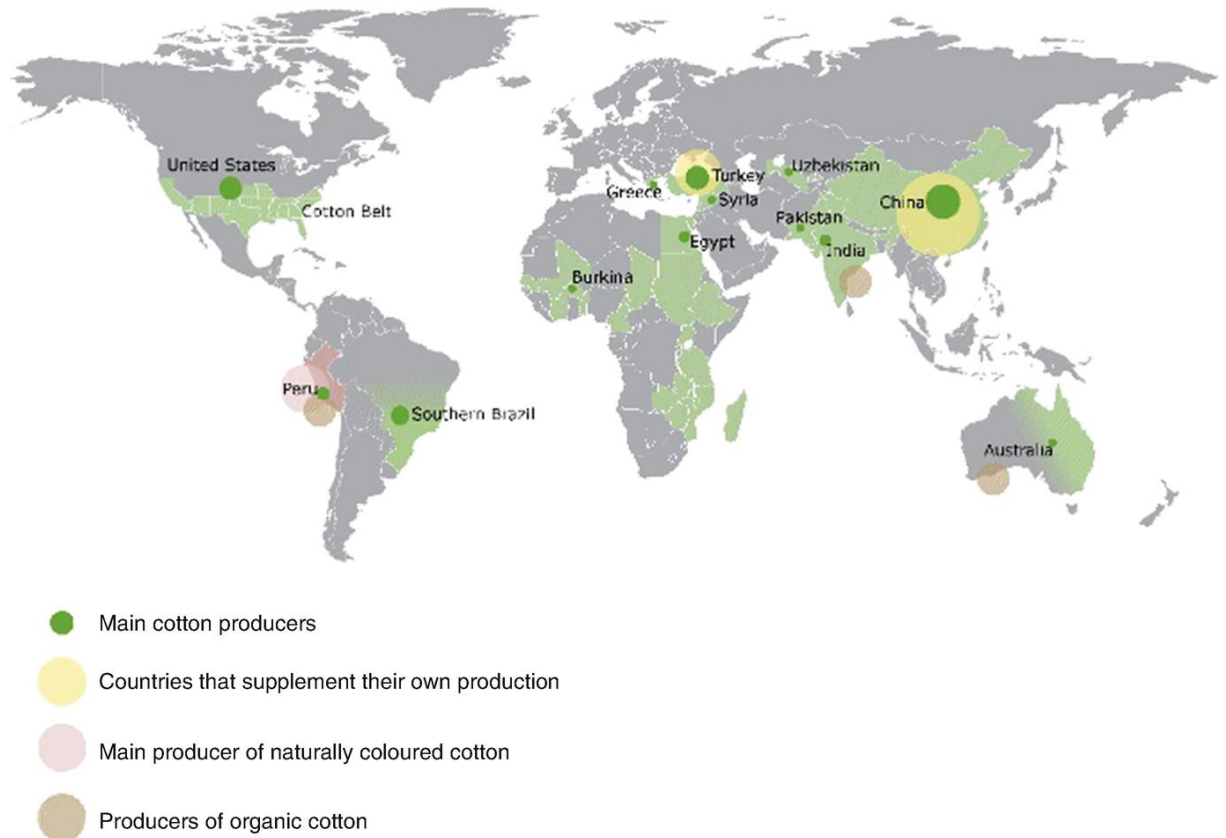 United States
Cotton Belt
Greece
Turkey
Uzbekistan
Syria
China
Pakistan
Egypt
India
Burkina
Peru
Southern Brazil
Australia
Main cotton producers
Countries that supplement their own production
Main producer of naturally coloured cotton
Producers of organic cotton